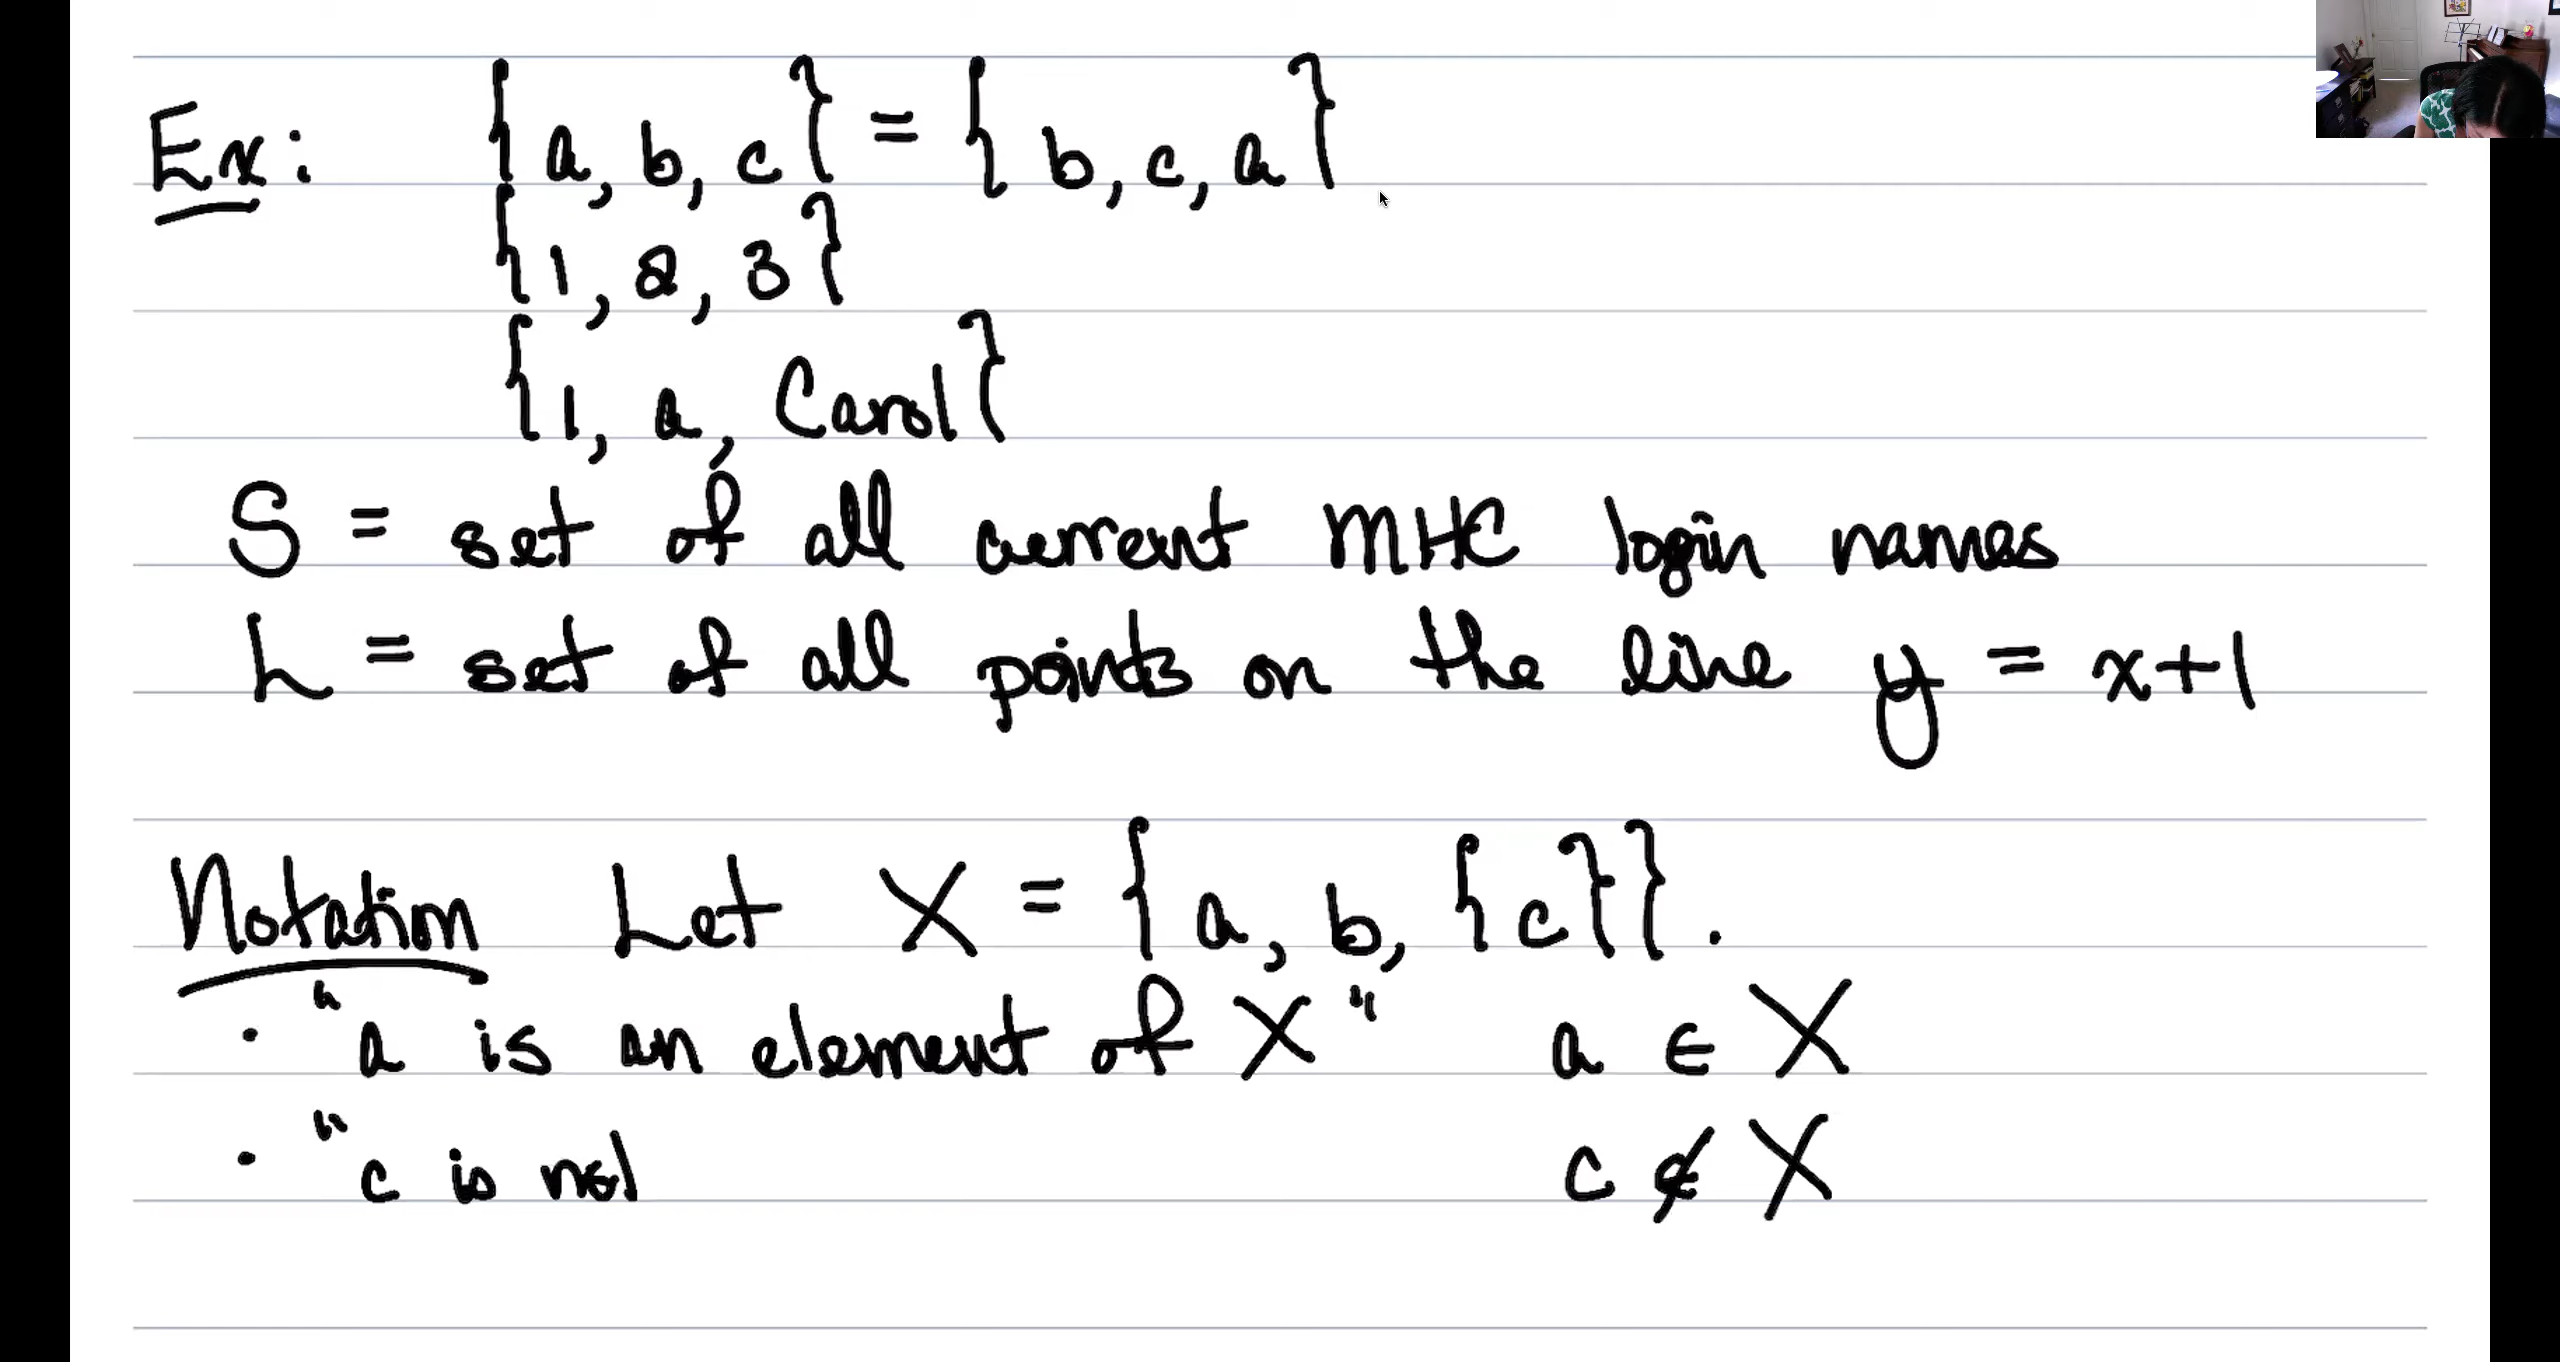 Ex: {a, b, c} = {b, c, a}
{1, 2, 3}
{1, a, Carol}
S = set of all current MHC login names
L = set of all points on the line y = x+1
Notation Let X = {a, b, {c}}.
· "a is an element of X" a ∈ X
· "c is not c ∉ X